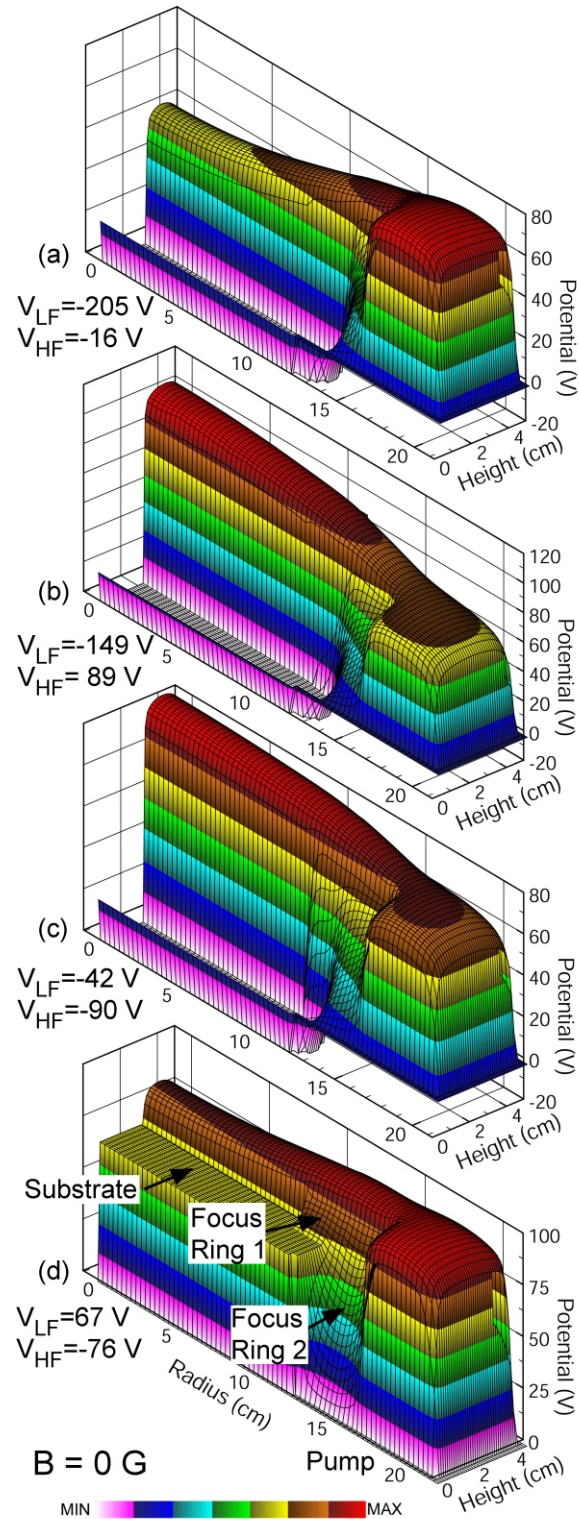 80
60
40
20
0
-20
Potential (V)
(a)
0
5
10
15
20
0
2
4
Height (cm)
V_LF=-205 V
V_HF=-16 V
120
100
80
60
40
20
0
-20
Potential (V)
(b)
0
5
10
15
20
0
2
4
Height (cm)
V_LF=-149 V
V_HF= 89 V
80
60
40
20
0
-20
Potential (V)
(c)
0
5
10
15
20
0
2
4
Height (cm)
V_LF=-42 V
V_HF=-90 V
100
75
50
25
0
Potential (V)
Substrate
Focus
Ring 1
Focus
Ring 2
(d)
0
5
10
15
20
Radius (cm)
0
2
4
Height (cm)
V_LF=67 V
V_HF=-76 V
B = 0 G
Pump
MIN
MAX